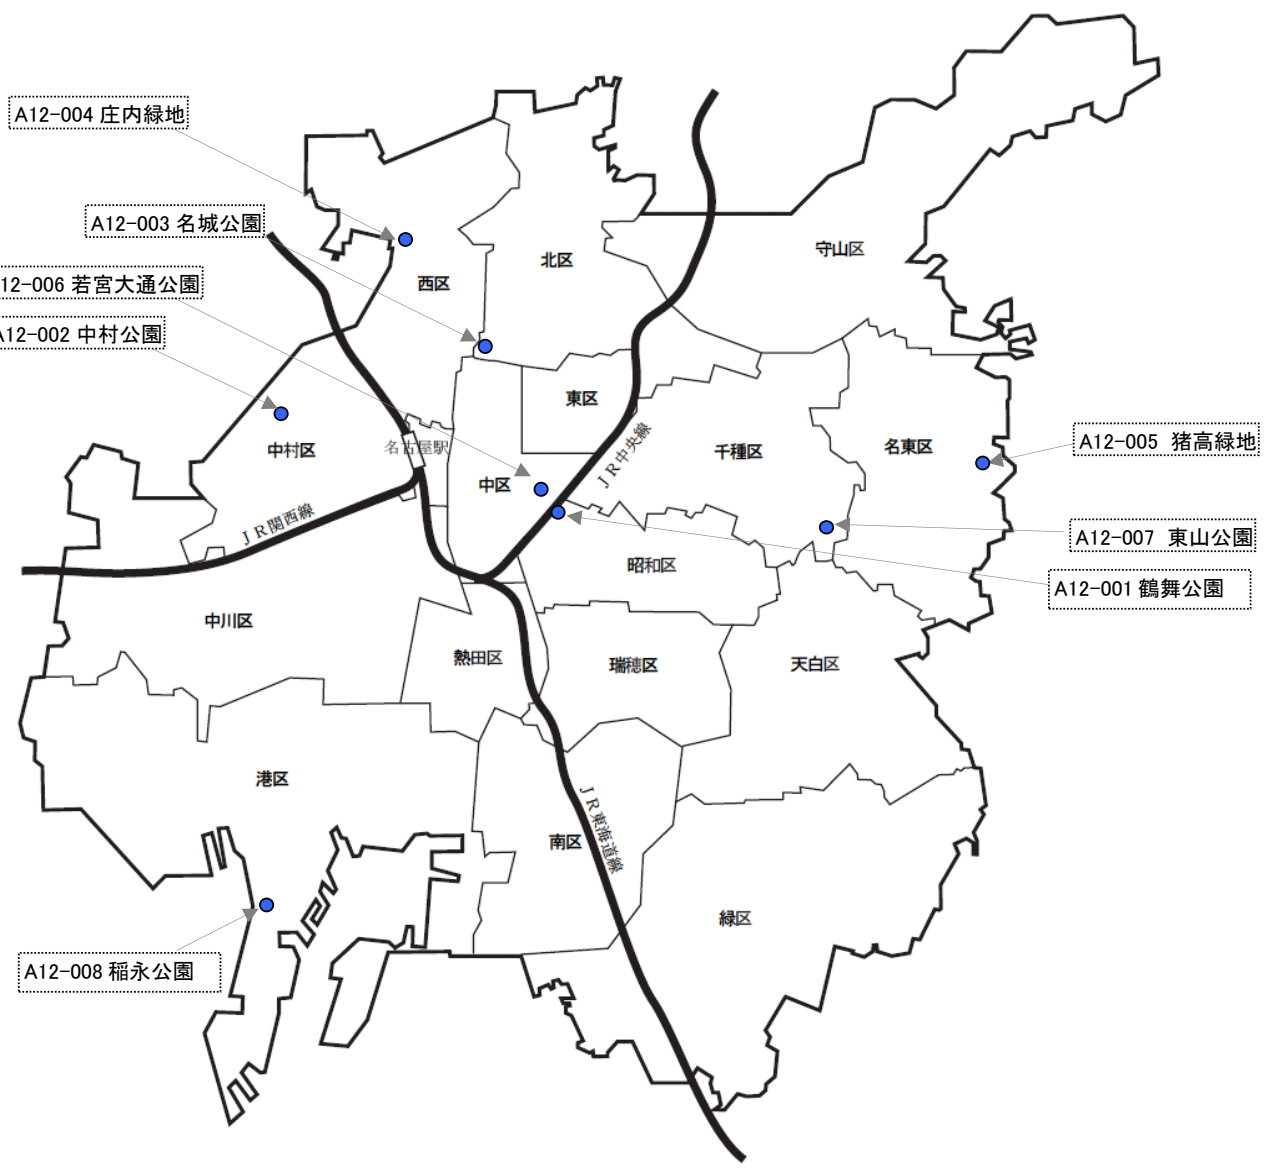 A12-004 庄内緑地
A12-003 名城公園
12-006 若宮大通公園
A12-002 中村公園
守山区
北区
西区
東区
名古屋駅
中村区
中区
JR中央線
千種区
名東区
A12-005 猪高緑地
JR関西線
A12-007 東山公園
昭和区
A12-001 鶴舞公園
中川区
熱田区
瑞穂区
天白区
港区
JR東海道線
南区
緑区
A12-008 稲永公園